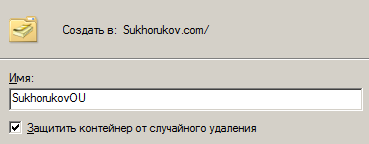 Создать в: Sukhorukov.com/
Имя:
SukhorukovOU
Защитить контейнер от случайного удаления